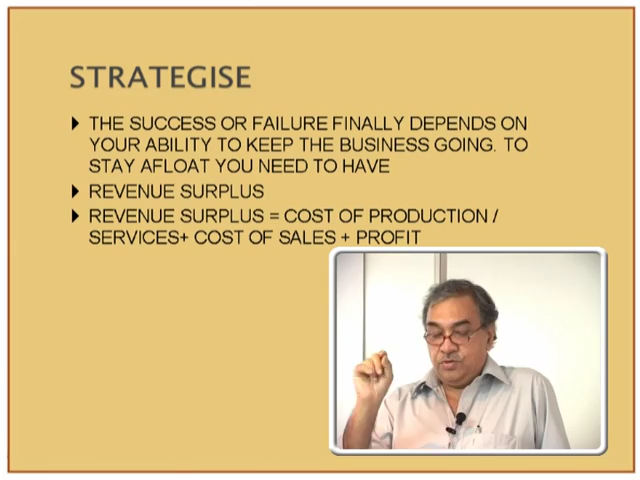 STRATEGISE
THE SUCCESS OR FAILURE FINALLY DEPENDS ON
YOUR ABILITY TO KEEP THE BUSINESS GOING. TO
STAY AFLOAT YOU NEED TO HAVE
REVENUE SURPLUS
REVENUE SURPLUS = COST OF PRODUCTION /
SERVICES+ COST OF SALES + PROFIT